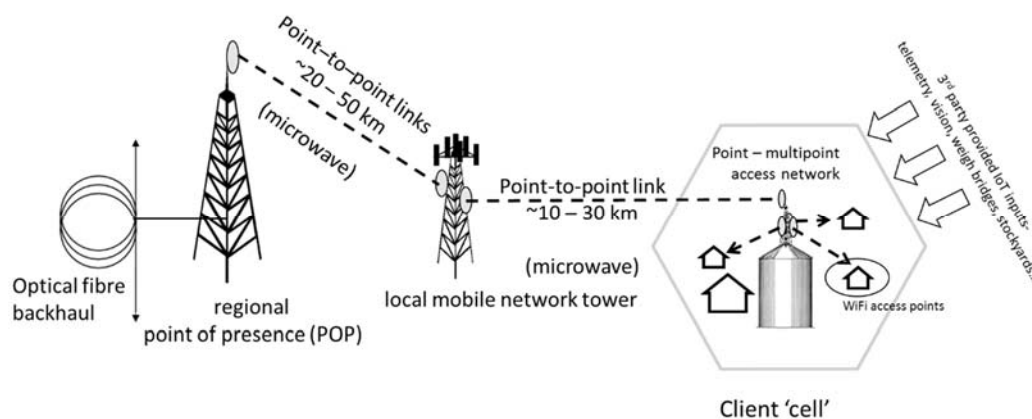 Point–to–point links
~20 – 50 km
(microwave)
Optical fibre
backhaul
regional
point of presence (POP)
Point-to-point link
~10 – 30 km
(microwave)
local mobile network tower
Point – multipoint
access network
WiFi access points
Client ‘cell’
3rd party provided IoT inputs-
telemetry, vision, weigh bridges, stockyards...